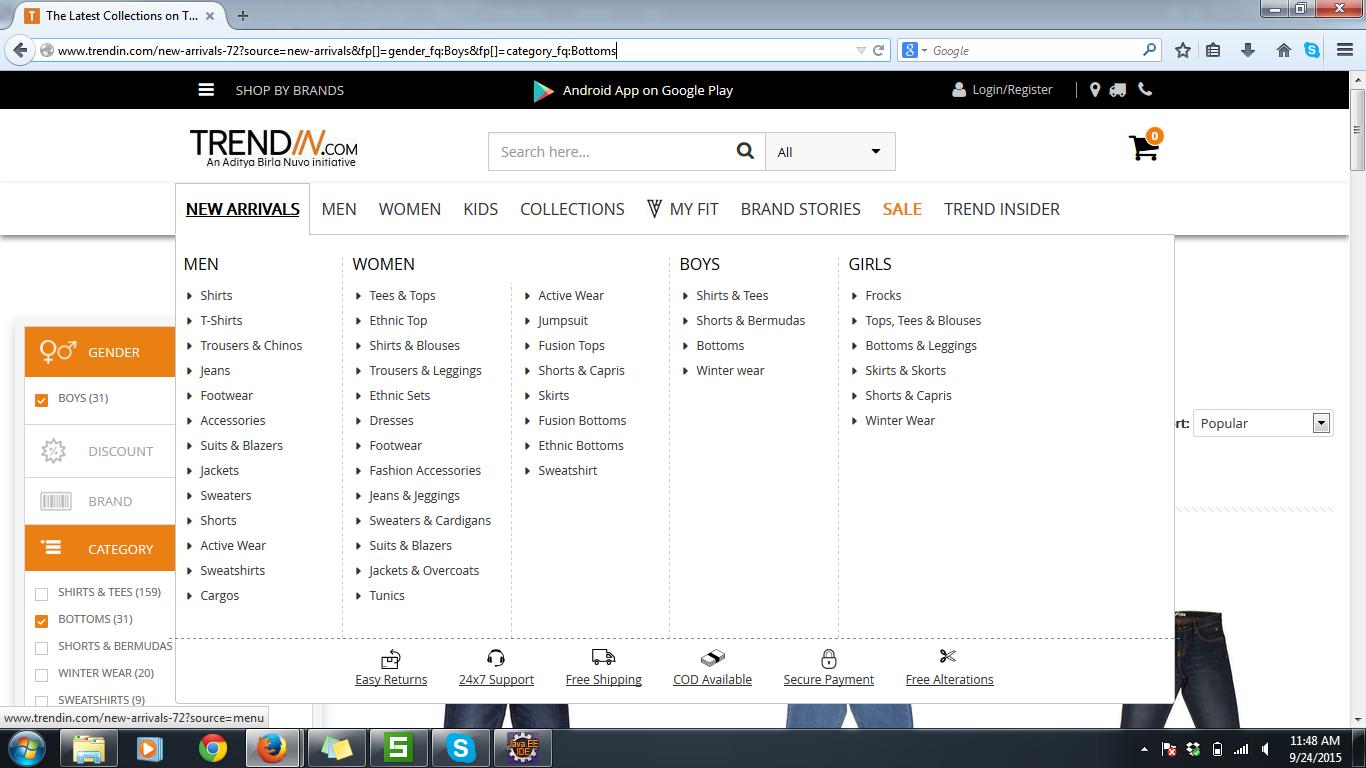 The Latest Collections on T...
www.trendin.com/new-arrivals-72?source=new-arrivals&fp[]=gender_fq:Boys&fp[]=category_fq:Bottoms
Google
SHOP BY BRANDS
Android App on Google Play
Login/Register
TRENDIN.COM
An Aditya Birla Nuvo initiative
Search here...
All
0
NEW ARRIVALS MEN WOMEN KIDS COLLECTIONS MY FIT BRAND STORIES SALE TREND INSIDER
MEN
Shirts
T-Shirts
Trousers & Chinos
Jeans
Footwear
Accessories
Suits & Blazers
Jackets
Sweaters
Shorts
Active Wear
Sweatshirts
Cargos
WOMEN
Tees & Tops
Ethnic Top
Shirts & Blouses
Trousers & Leggings
Ethnic Sets
Dresses
Footwear
Fashion Accessories
Jeans & Jeggings
Sweaters & Cardigans
Suits & Blazers
Jackets & Overcoats
Tunics
Active Wear
Jumpsuit
Fusion Tops
Shorts & Capris
Skirts
Fusion Bottoms
Ethnic Bottoms
Sweatshirt
BOYS
Shirts & Tees
Shorts & Bermudas
Bottoms
Winter wear
GIRLS
Frocks
Tops, Tees & Blouses
Bottoms & Leggings
Skirts & Skorts
Shorts & Capris
Winter Wear
GENDER
BOYS (31)
DISCOUNT
BRAND
CATEGORY
SHIRTS & TEES (159)
BOTTOMS (31)
SHORTS & BERMUDAS
WINTER WEAR (20)
SWEATSHIRTS (9)
rt: Popular
Easy Returns
24x7 Support
Free Shipping
COD Available
Secure Payment
Free Alterations
www.trendin.com/new-arrivals-72?source=menu
Java EE
IDE
11:48 AM
9/24/2015